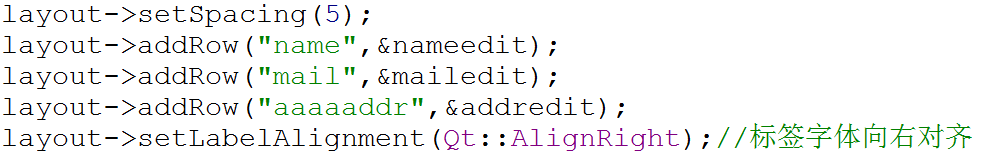 layout->setSpacing(5);
layout->addRow("name",&nameedit);
layout->addRow("mail",&mailedit);
layout->addRow("aaaaaddr",&addredit);
layout->setLabelAlignment(Qt::AlignRight);//标签字体向右对齐